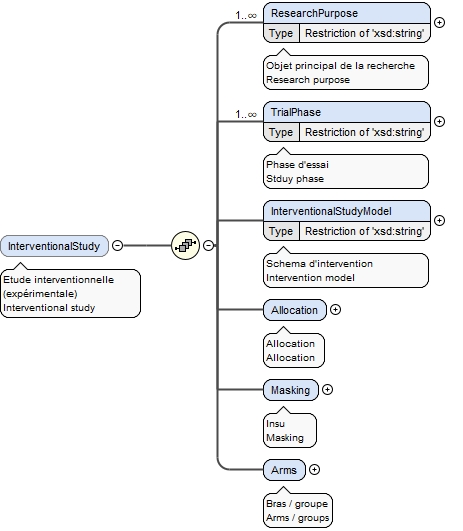 1..∞
ResearchPurpose
Type Restriction of 'xsd:string'
Objet principal de la recherche
Research purpose
1..∞
TrialPhase
Type Restriction of 'xsd:string'
Phase d'essai
Stduy phase
InterventionalStudyModel
Type Restriction of 'xsd:string'
Schema d'intervention
Intervention model
InterventionalStudy
Etude interventionnelle
(expérimentale)
Interventional study
Allocation
Allocation
Allocation
Masking
Insu
Masking
Arms
Bras / groupe
Arms / groups